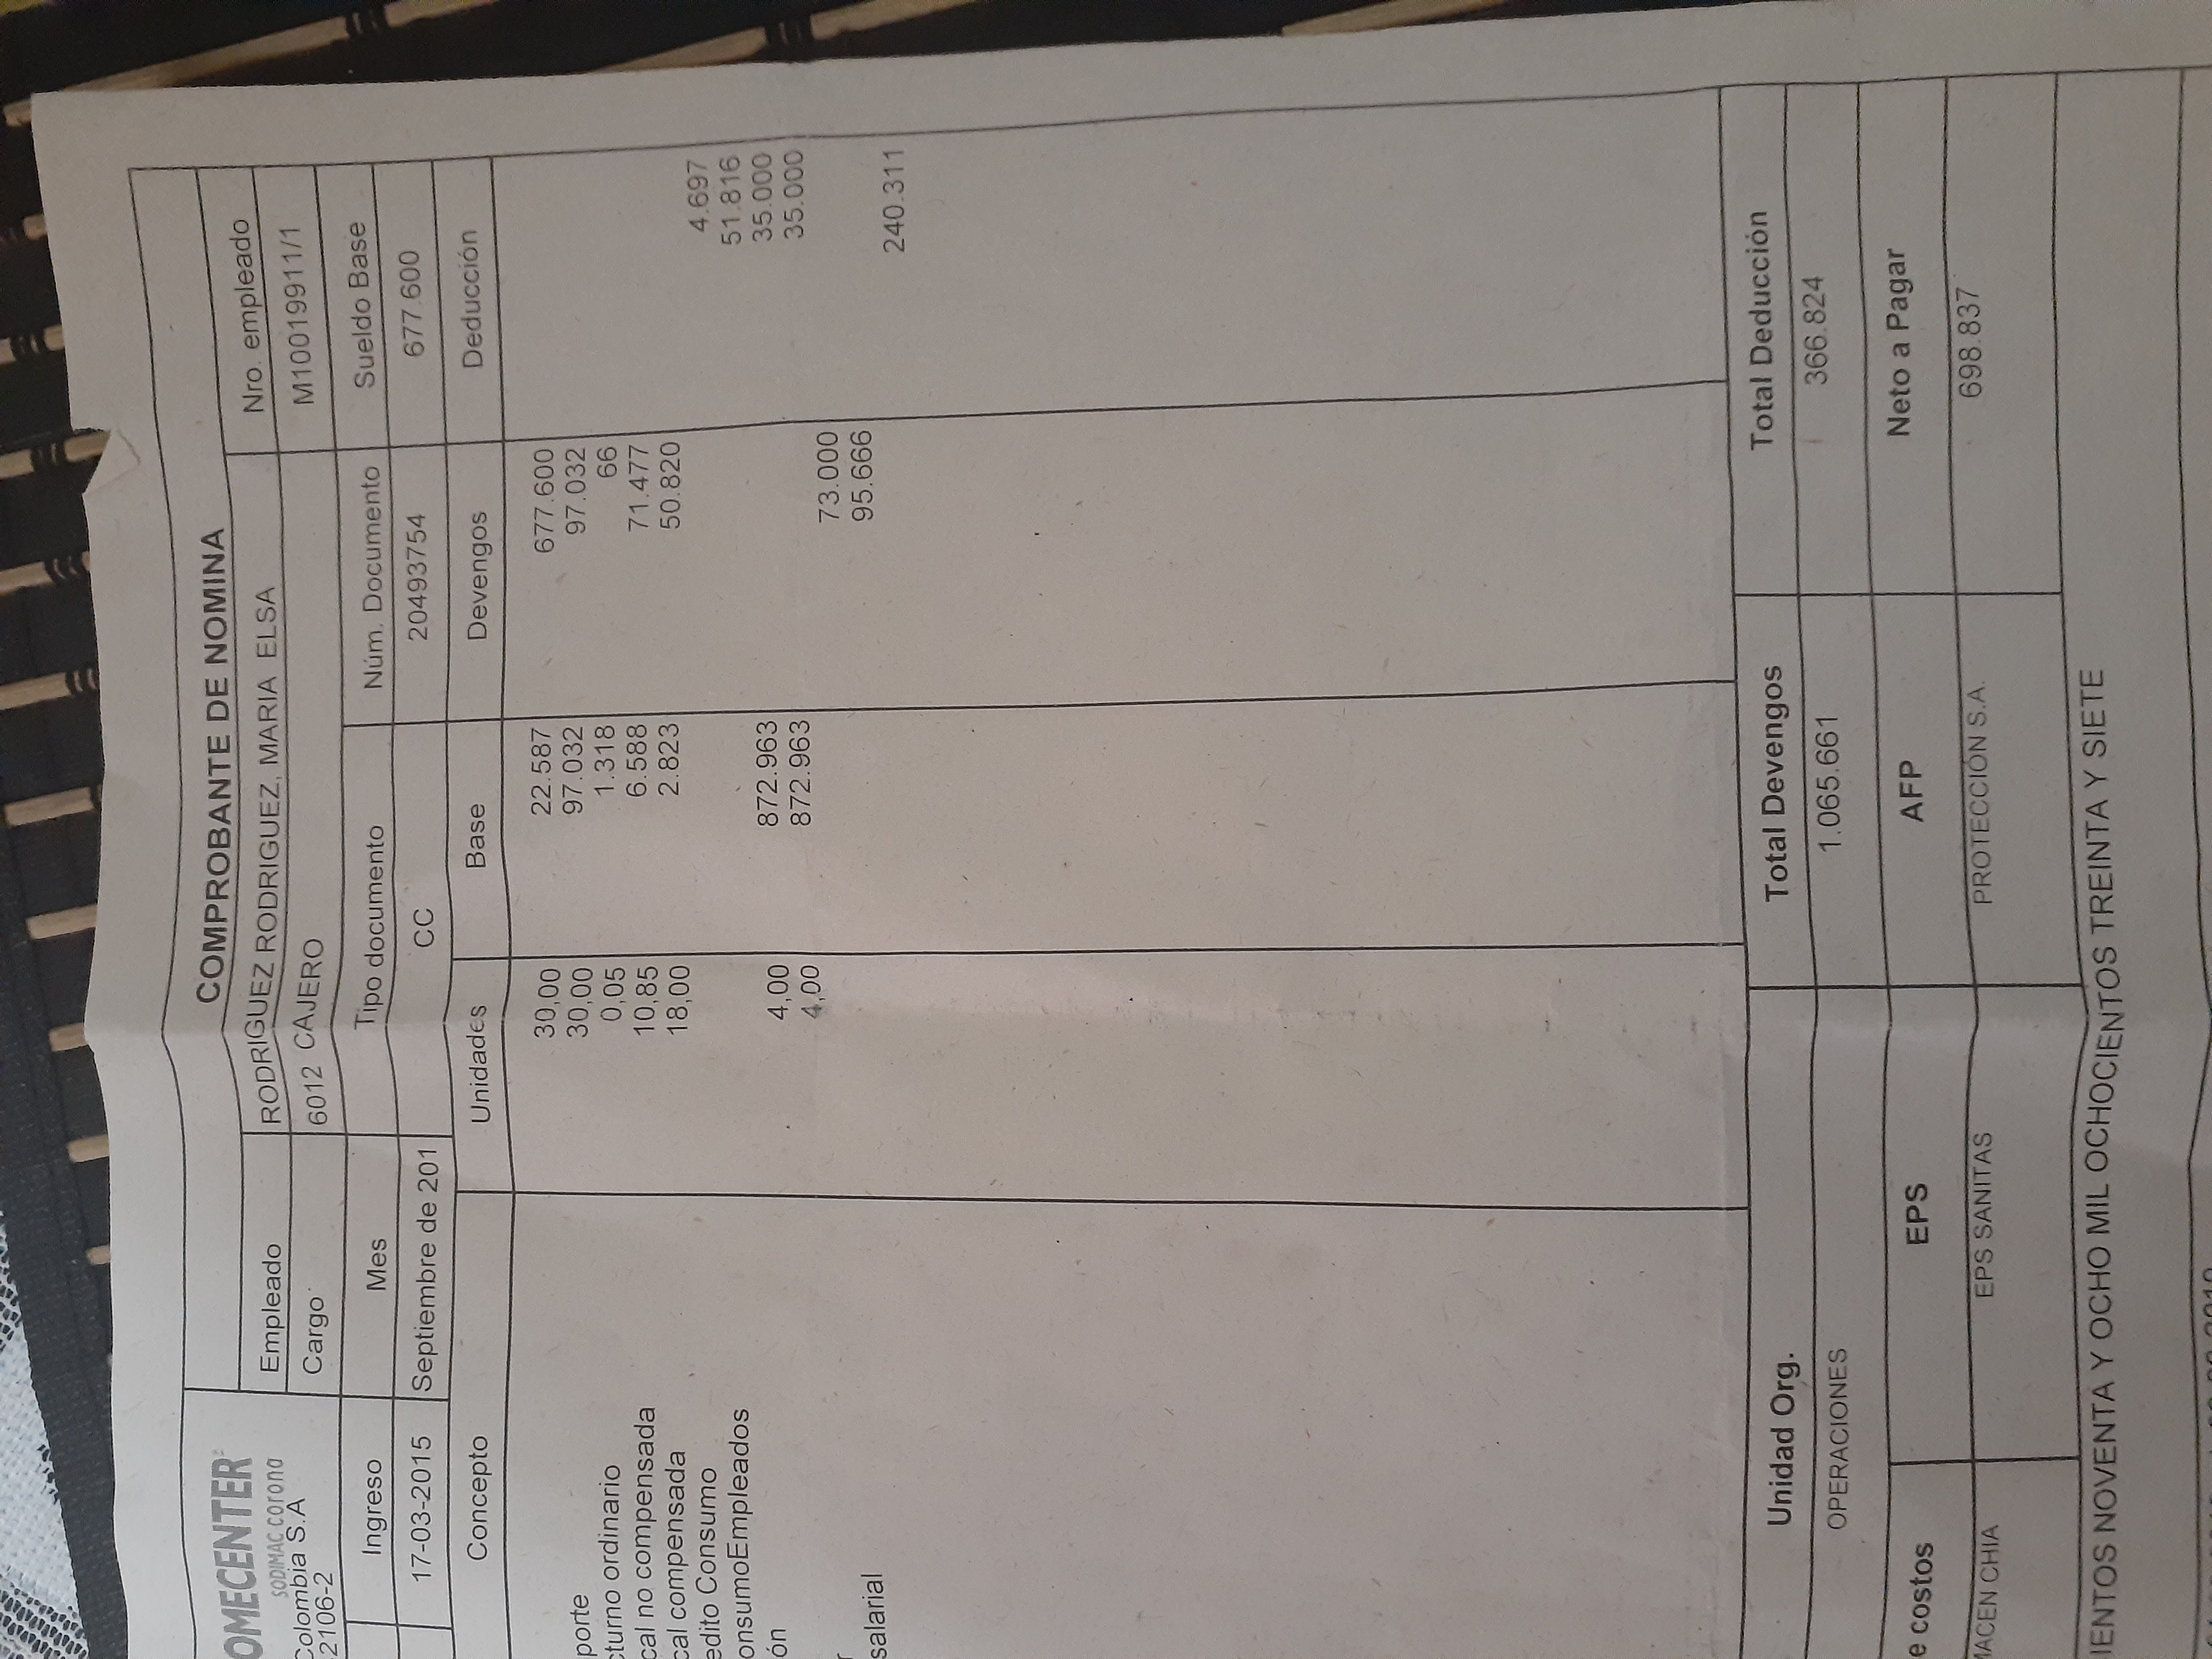 OMECENTER
SODIMAC corona
Colombia S.A
2106-2
COMPROBANTE DE NOMINA
Empleado RODRIGUEZ RODRIGUEZ, MARIA ELSA Nro. empleado
Cargo 6012 CAJERO M10019911/1
Ingreso Mes Tipo documento Núm. Documento Sueldo Base
17-03-2015 Septiembre de 201 CC 20493754 677.600
Concepto Unidades Base Devengos Deducción
30,00 22.587 677.600
porte 30,00 97.032 97.032
cturno ordinario 0,05 1.318 66
cal no compensada 10,85 6.588 71.477
cal compensada 18,00 2.823 50.820
edito Consumo 4.697
onsumoEmpleados 51.816
ón 4,00 872.963 35.000
4,00 872.963 35.000
r 73.000
salarial 95.666
240.311
Unidad Org. Total Devengos Total Deducción
OPERACIONES 1.065.661 366.824
e costos EPS AFP Neto a Pagar
MACEN CHIA EPS SANITAS PROTECCIÓN S.A. 698.837
IENTOS NOVENTA Y OCHO MIL OCHOCIENTOS TREINTA Y SIETE